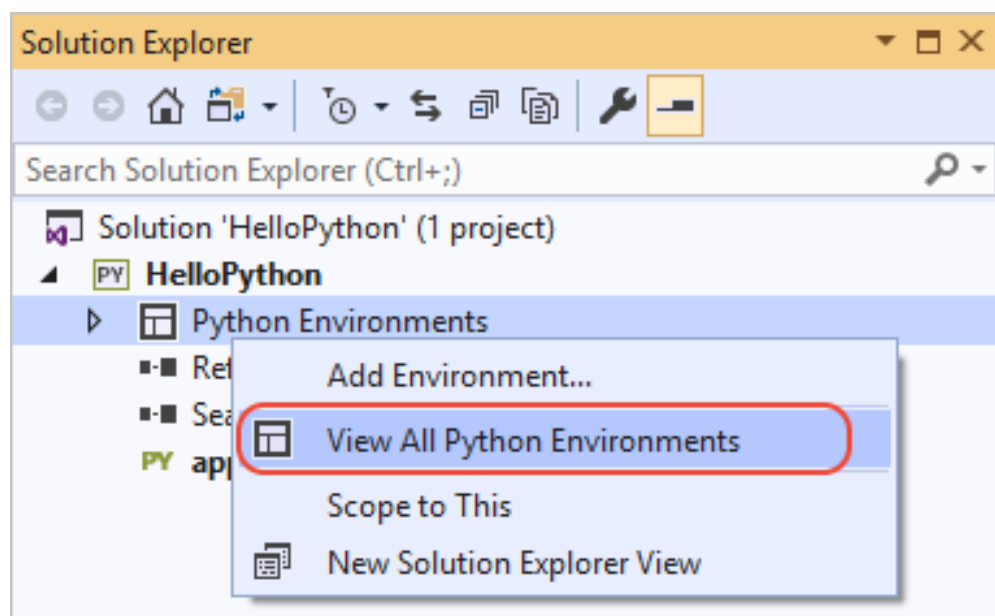 Solution Explorer
Search Solution Explorer (Ctrl+;)
Solution 'HelloPython' (1 project)
PY HelloPython
Python Environments
Add Environment...
View All Python Environments
PY
Scope to This
New Solution Explorer View